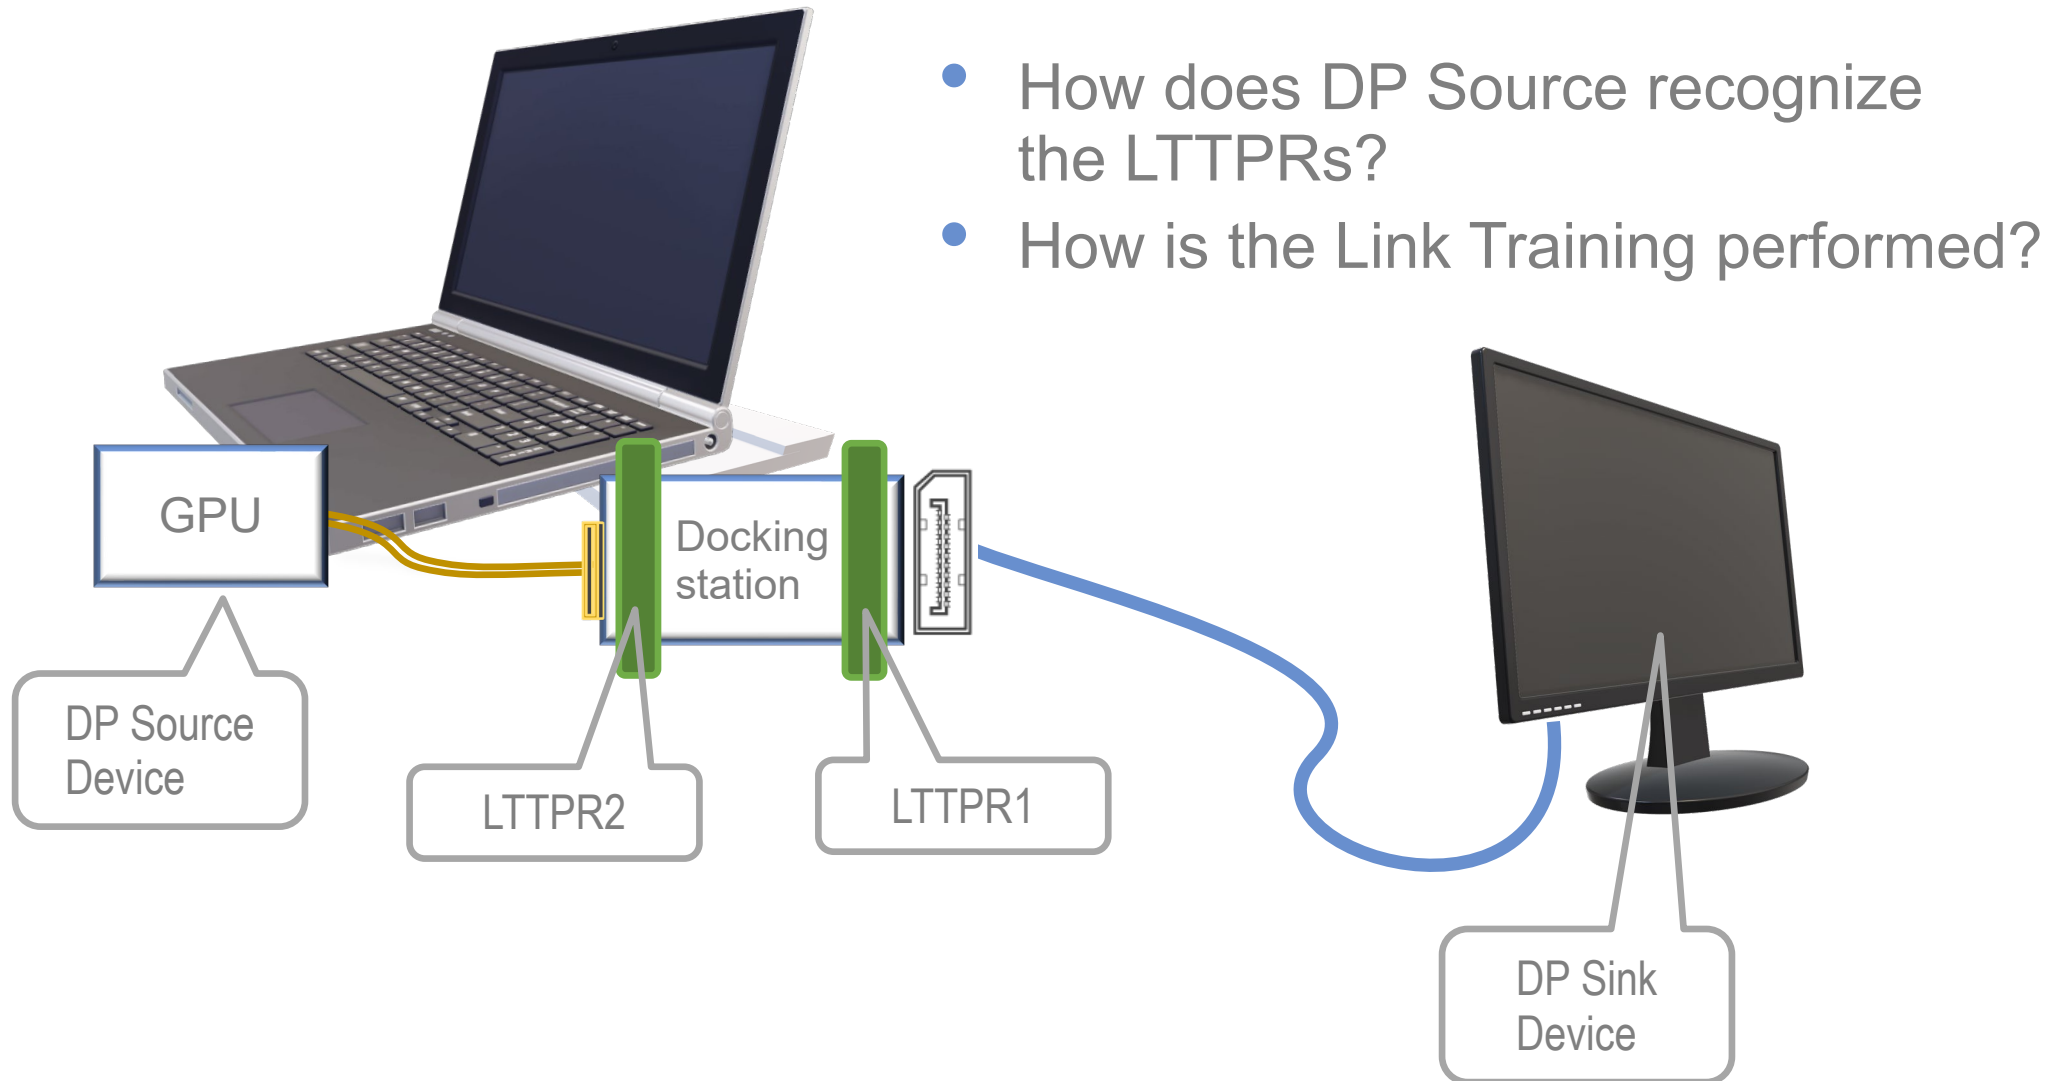 • How does DP Source recognize
the LTTPRs?
• How is the Link Training performed?
GPU
Docking
station
DP Source
Device
LTTPR2
LTTPR1
DP Sink
Device